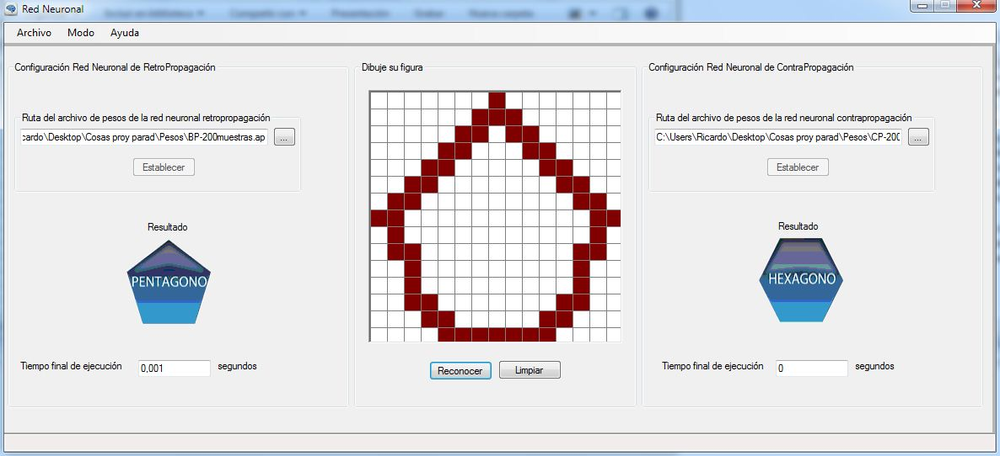 Red Neuronal
Archivo Modo Ayuda
Configuración Red Neuronal de RetroPropagación
Ruta del archivo de pesos de la red neuronal retropropagación
cardo\Desktop\Cosas proy parad\Pesos\BP-200muestras.ap
...
Establecer
Resultado
PENTAGONO
Tiempo final de ejecución 0,001 segundos
Dibuje su figura
Reconocer Limpiar
Configuración Red Neuronal de ContraPropagación
Ruta del archivo de pesos de la red neuronal contrapropagación
C:\Users\Ricardo\Desktop\Cosas proy parad\Pesos\CP-200
...
Establecer
Resultado
HEXAGONO
Tiempo final de ejecución 0 segundos